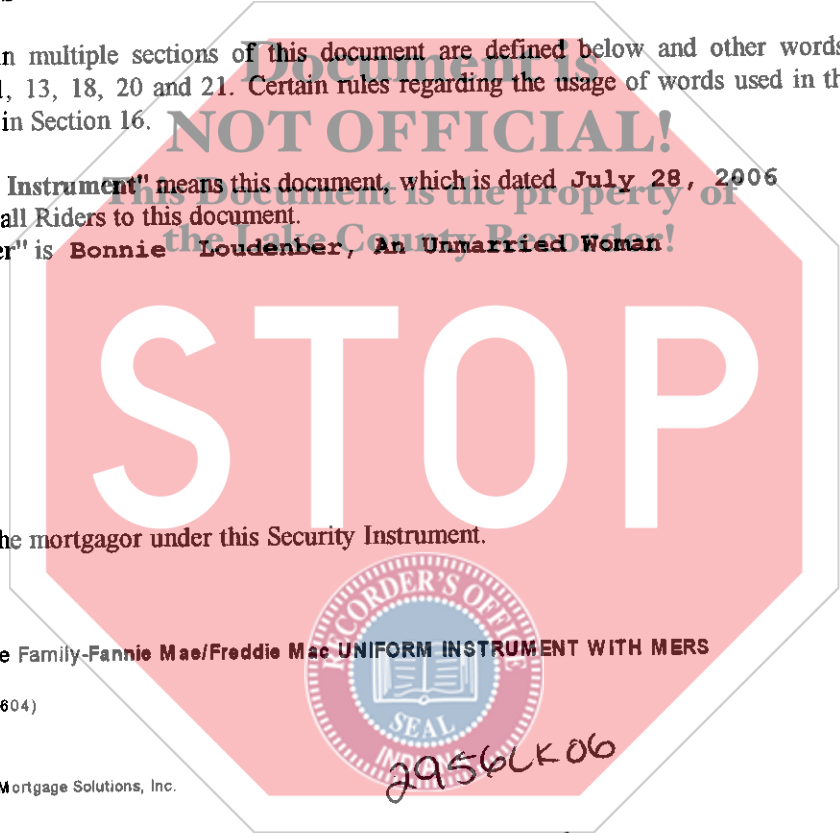 n multiple sections of this document are defined below and other words
Document is
, 13, 18, 20 and 21. Certain rules regarding the usage of words used in th
in Section 16.
NOT OFFICIAL!
Instrument" means this document, which is dated July 28, 2006
This Document is the property of
all Riders to this document.
the Lake County Recorder!
er" is Bonnie Loudenber, An Unmarried Woman
STOP
he mortgagor under this Security Instrument.
RECORDER'S OFFICE
e Family-Fannie Mae/Freddie Mac UNIFORM INSTRUMENT WITH MERS
604)
SEAL
INDIANA
2956LK06
Mortgage Solutions, Inc.